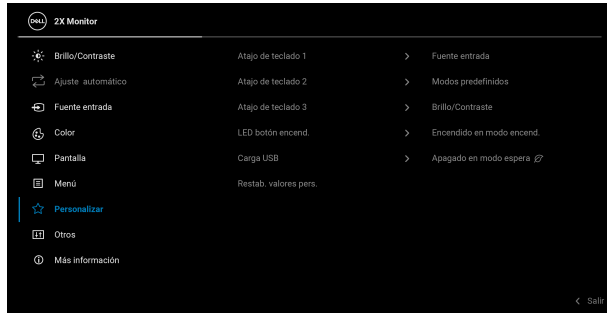 DELL 2X Monitor
Brillo/Contraste Atajo de teclado 1 > Fuente entrada
Ajuste automático Atajo de teclado 2 > Modos predefinidos
Fuente entrada Atajo de teclado 3 > Brillo/Contraste
Color LED botón encend. > Encendido en modo encend.
Pantalla Carga USB > Apagado en modo espera
Menú Restab. valores pers.
Personalizar
Otros
Más información
< Salir